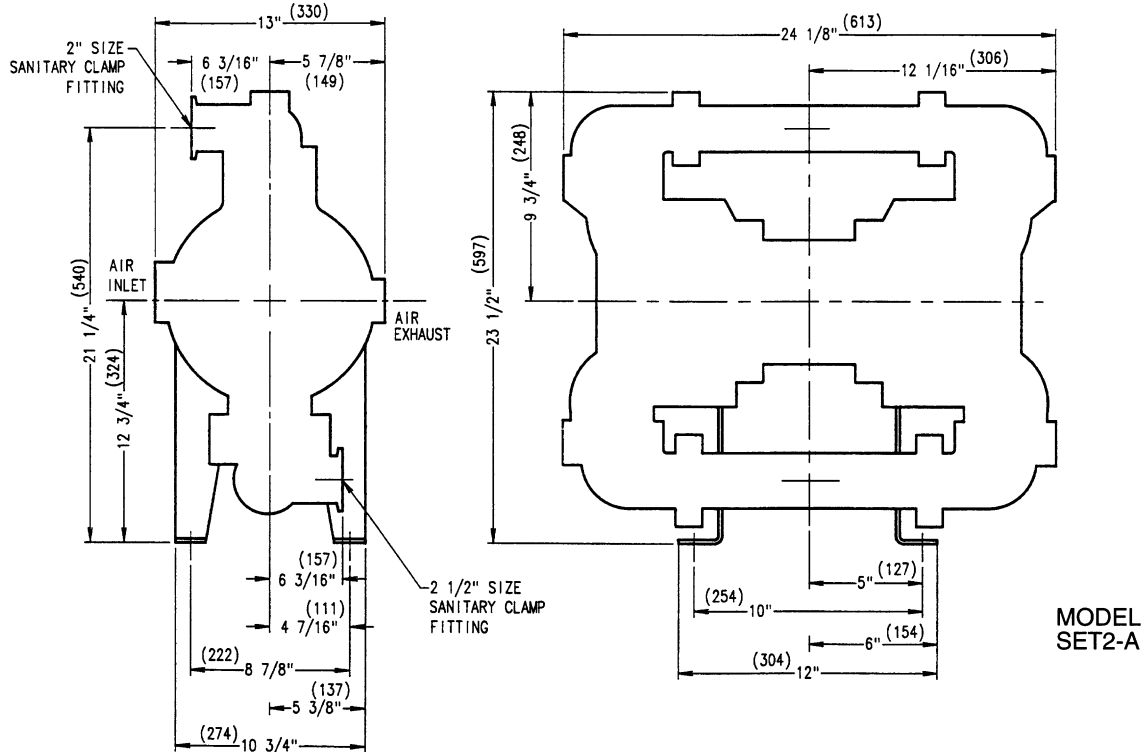 (330)
13"
2" SIZE
SANITARY CLAMP
FITTING
6 3/16"
(157)
5 7/8"
(149)
AIR
INLET
AIR
EXHAUST
21 1/4" (540)
12 3/4" (324)
(157)
6 3/16"
2 1/2" SIZE
SANITARY CLAMP
FITTING
(111)
4 7/16"
(222)
8 7/8"
(137)
5 3/8"
(274)
10 3/4"
24 1/8" (613)
12 1/16" (306)
9 3/4" (248)
23 1/2" (597)
(127)
5"
(254)
10"
(154)
6"
(304)
12"
MODEL
SET2-A